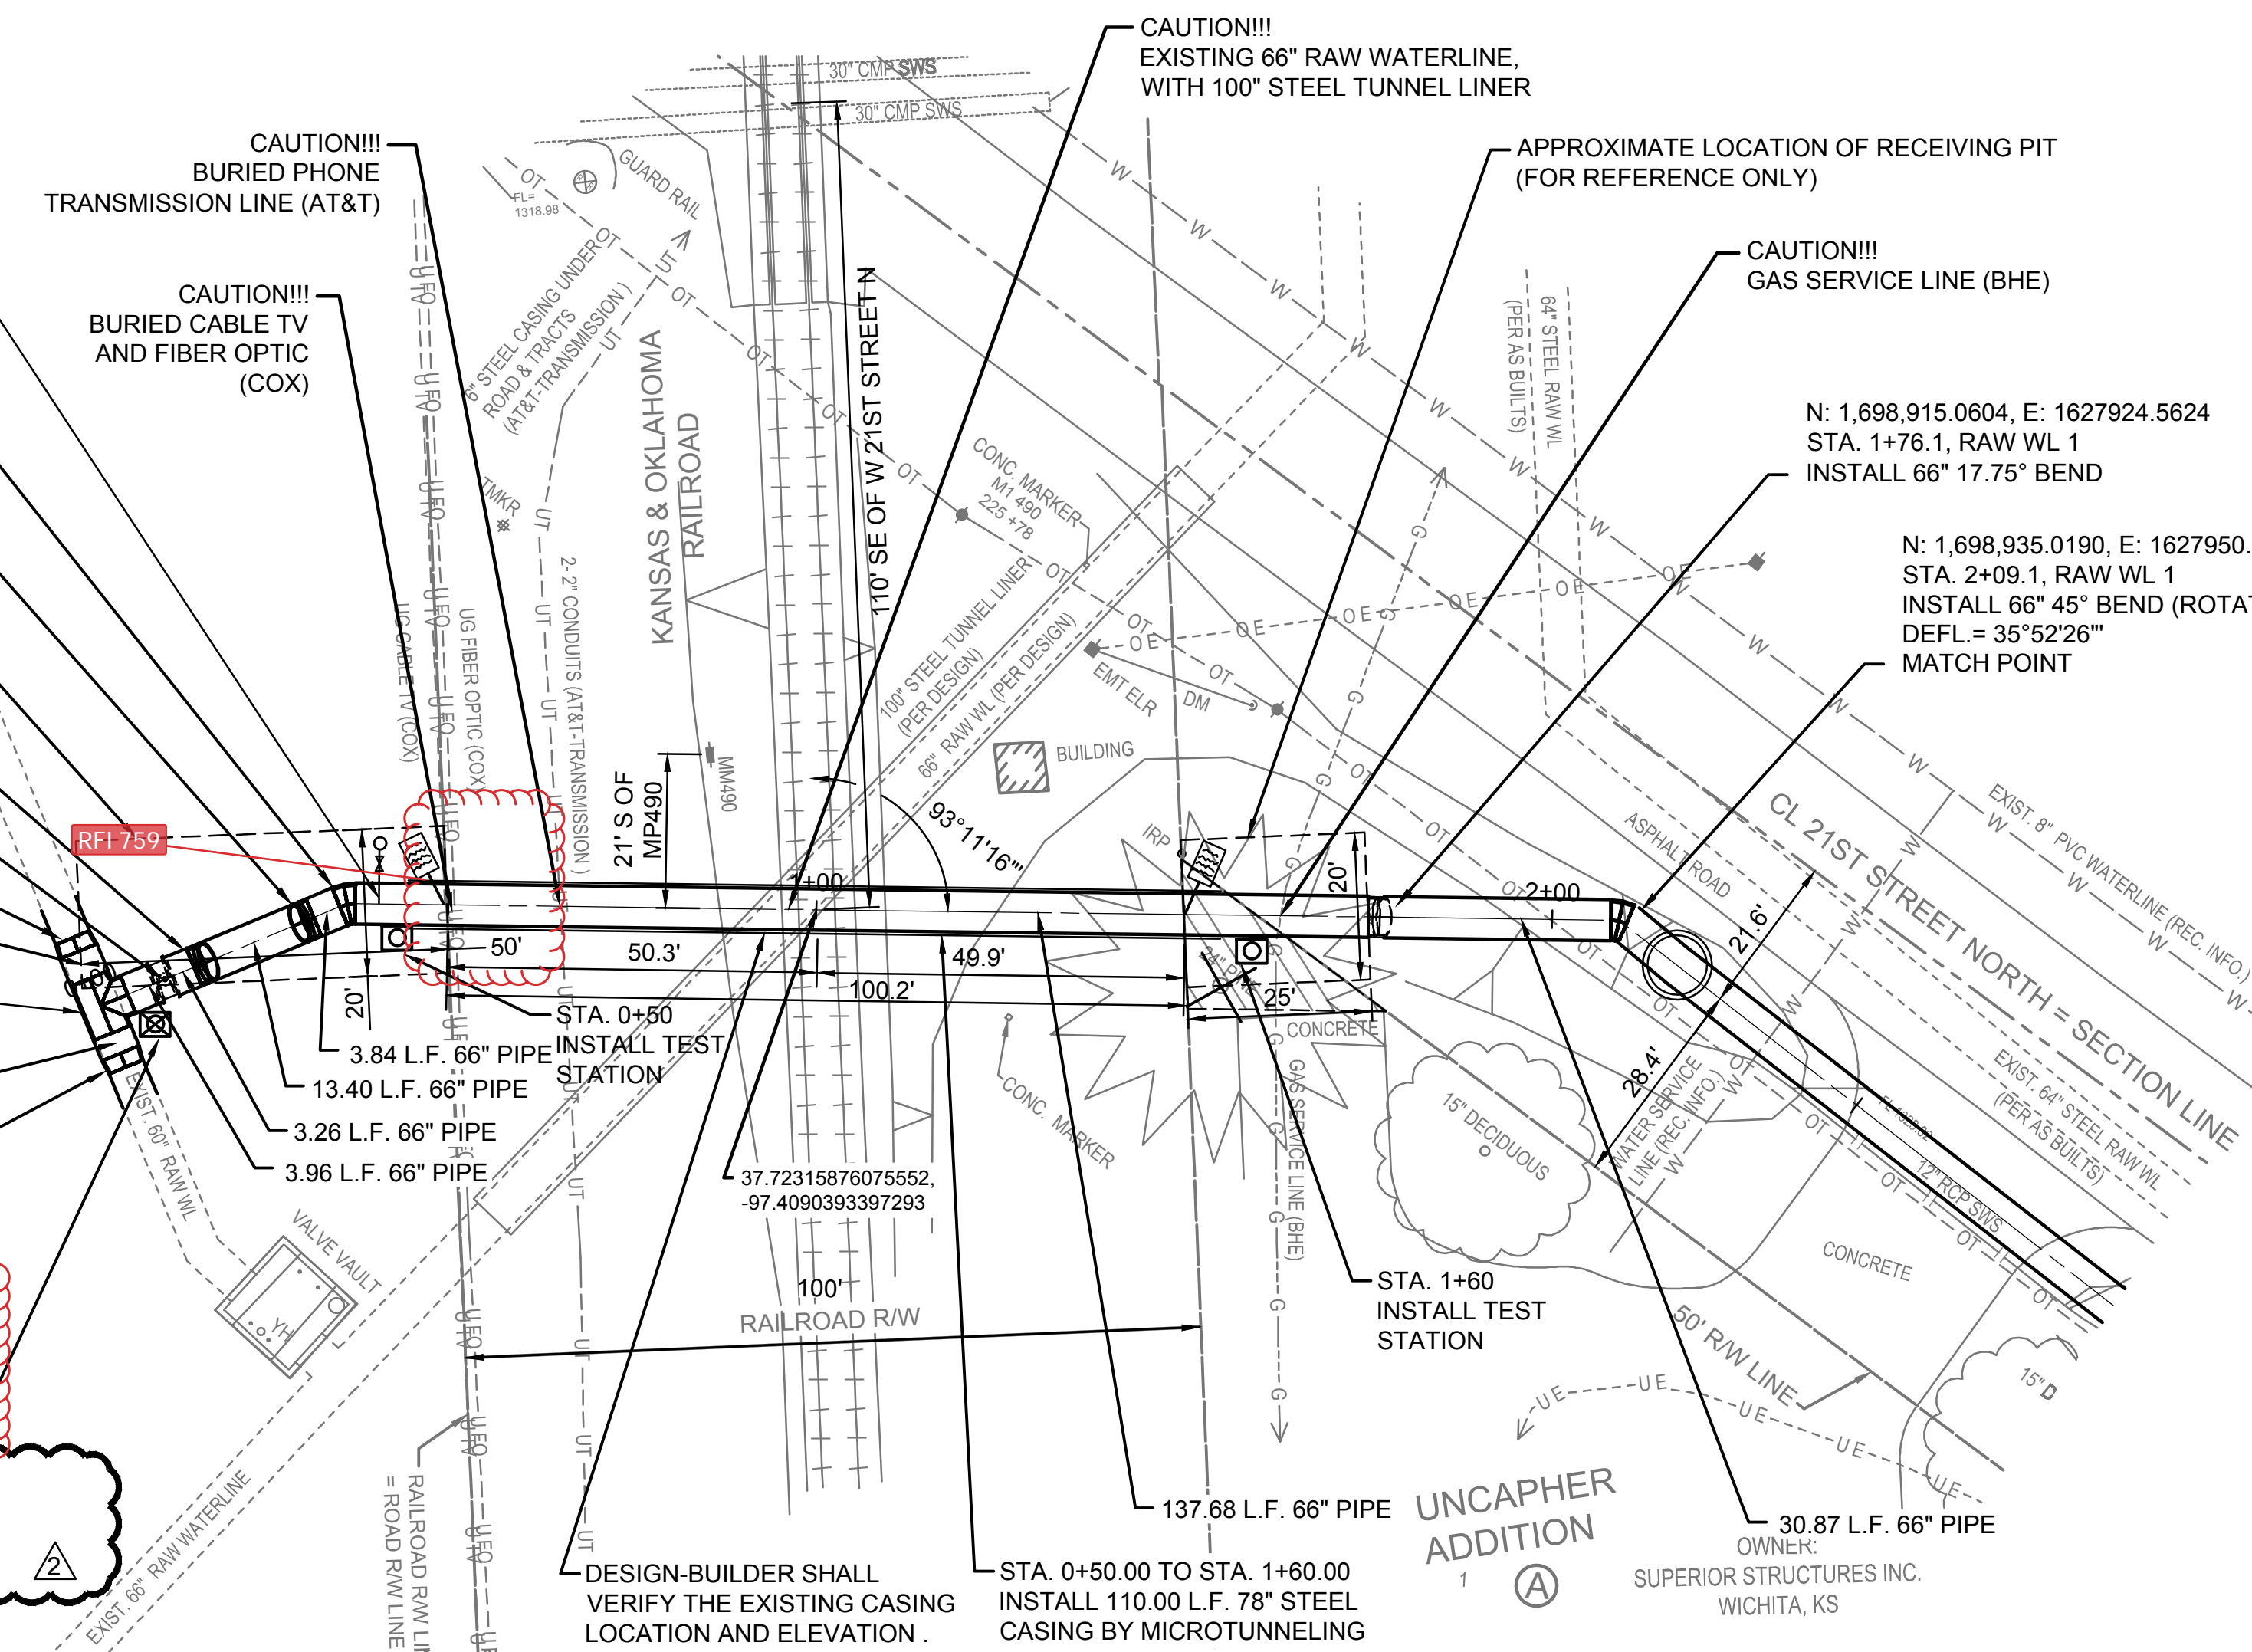 CAUTION!!!
EXISTING 66" RAW WATERLINE,
WITH 100" STEEL TUNNEL LINER
30" CMP SWS
30" CMP SWS
CAUTION!!!
BURIED PHONE
TRANSMISSION LINE (AT&T)
APPROXIMATE LOCATION OF RECEIVING PIT
(FOR REFERENCE ONLY)
GUARD RAIL
FL=
1318.98
CAUTION!!!
GAS SERVICE LINE (BHE)
CAUTION!!!
BURIED CABLE TV
AND FIBER OPTIC
(COX)
6" STEEL CASING UNDER
ROAD & TRACTS
(AT&T-TRANSMISSION )
KANSAS & OKLAHOMA
RAILROAD
110' SE OF W 21ST STREET N
64" STEEL RAW WL
(PER AS BUILTS)
N: 1,698,915.0604, E: 1627924.5624
STA. 1+76.1, RAW WL 1
INSTALL 66" 17.75° BEND
CONC. MARKER
M1 490
225 +78
TMKR
N: 1,698,935.0190, E: 1627950.
STA. 2+09.1, RAW WL 1
INSTALL 66" 45° BEND (ROTAT
DEFL.= 35°52'26'"
MATCH POINT
2- 2" CONDUITS (AT&T-TRANSMISSION )
UG CABLE TV (COX)
UG FIBER OPTIC (COX)
100" STEEL TUNNEL LINER
(PER DESIGN)
66" RAW WL (PER DESIGN)
EMT ELR
DM
BUILDING
MM490
21' S OF
MP490
93°11'16'"
CL 21ST STREET NORTH = SECTION LINE
EXIST. 8" PVC WATERLINE (REC. INFO.)
ASPHALT ROAD
IRP
RFI-759
20'
2+00
21.6'
50'
50.3'
49.9'
100.2'
25'
20'
CONCRETE
STA. 0+50
INSTALL TEST
STATION
3.84 L.F. 66" PIPE
13.40 L.F. 66" PIPE
3.26 L.F. 66" PIPE
3.96 L.F. 66" PIPE
EXIST. 60" RAW WL
CONC. MARKER
GAS SERVICE LINE (BHE)
28.4'
15" DECIDUOUS
WATER SERVICE
LINE (REC. INFO.)
EXIST. 64" STEEL RAW WL
(PER AS BUILTS)
12" RCP SWS
37.72315876075552,
-97.4090393397293
VALVE VAULT
YH
CONCRETE
100'
RAILROAD R/W
STA. 1+60
INSTALL TEST
STATION
50' R/W LINE
15" D
EXIST. 66" RAW WATERLINE
= ROAD R/W LINE
137.68 L.F. 66" PIPE
UNCAPHER
ADDITION
1
A
30.87 L.F. 66" PIPE
OWNER:
SUPERIOR STRUCTURES INC.
WICHITA, KS
2
DESIGN-BUILDER SHALL
VERIFY THE EXISTING CASING
LOCATION AND ELEVATION .
STA. 0+50.00 TO STA. 1+60.00
INSTALL 110.00 L.F. 78" STEEL
CASING BY MICROTUNNELING